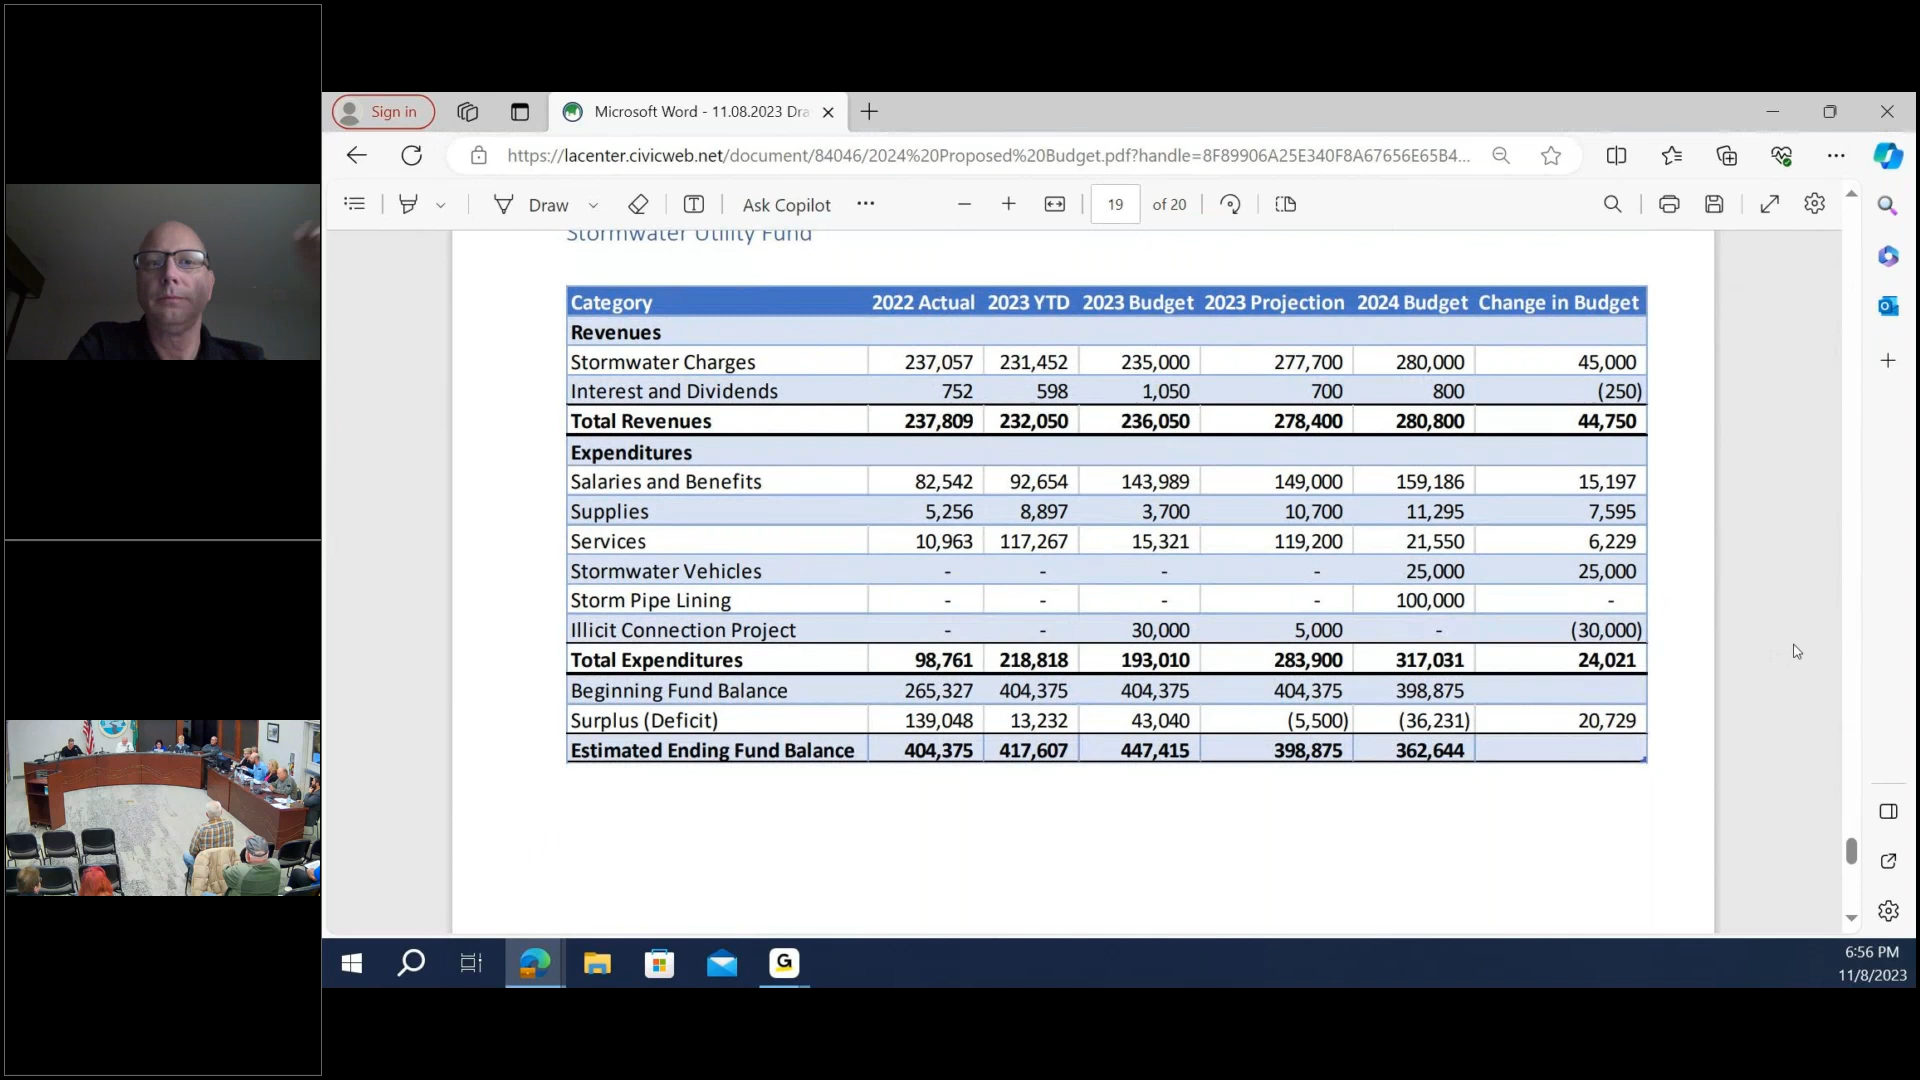 Sign in
Microsoft Word - 11.08.2023 Dra
https://lacenter.civicweb.net/document/84046/2024%20Proposed%20Budget.pdf?handle=8F89906A25E340F8A67656E65B4...
Draw
Ask Copilot
19 of 20
Stormwater Utility Fund
Category 2022 Actual 2023 YTD 2023 Budget 2023 Projection 2024 Budget Change in Budget
Revenues
Stormwater Charges 237,057 231,452 235,000 277,700 280,000 45,000
Interest and Dividends 752 598 1,050 700 800 (250)
Total Revenues 237,809 232,050 236,050 278,400 280,800 44,750
Expenditures
Salaries and Benefits 82,542 92,654 143,989 149,000 159,186 15,197
Supplies 5,256 8,897 3,700 10,700 11,295 7,595
Services 10,963 117,267 15,321 119,200 21,550 6,229
Stormwater Vehicles - - - - 25,000 25,000
Storm Pipe Lining - - - - 100,000 -
Illicit Connection Project - - 30,000 5,000 - (30,000)
Total Expenditures 98,761 218,818 193,010 283,900 317,031 24,021
Beginning Fund Balance 265,327 404,375 404,375 404,375 398,875
Surplus (Deficit) 139,048 13,232 43,040 (5,500) (36,231) 20,729
Estimated Ending Fund Balance 404,375 417,607 447,415 398,875 362,644
G
6:56 PM
11/8/2023